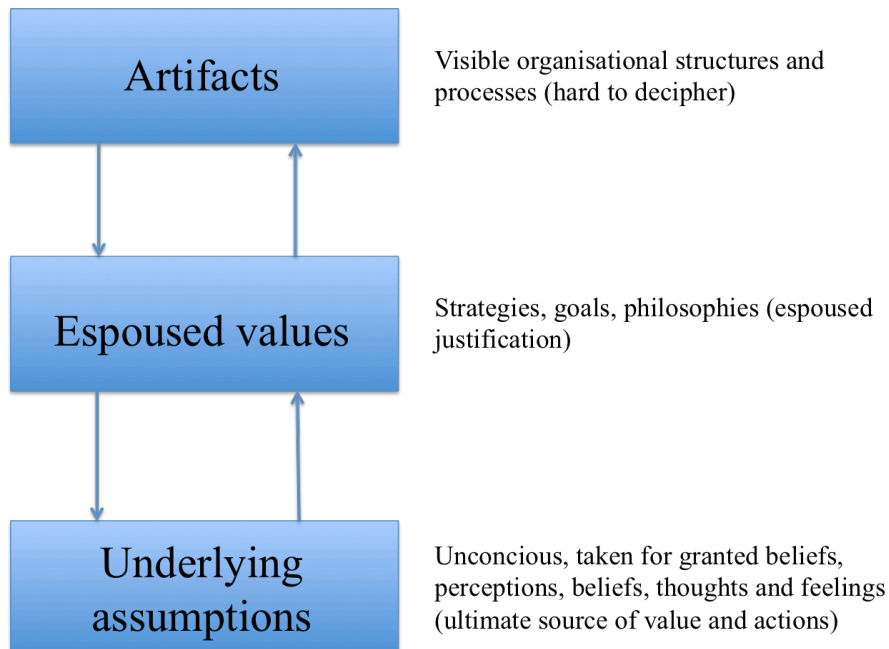 Artifacts
Visible organisational structures and
processes (hard to decipher)
Espoused values
Strategies, goals, philosophies (espoused
justification)
Underlying
assumptions
Unconcious, taken for granted beliefs,
perceptions, beliefs, thoughts and feelings
(ultimate source of value and actions)